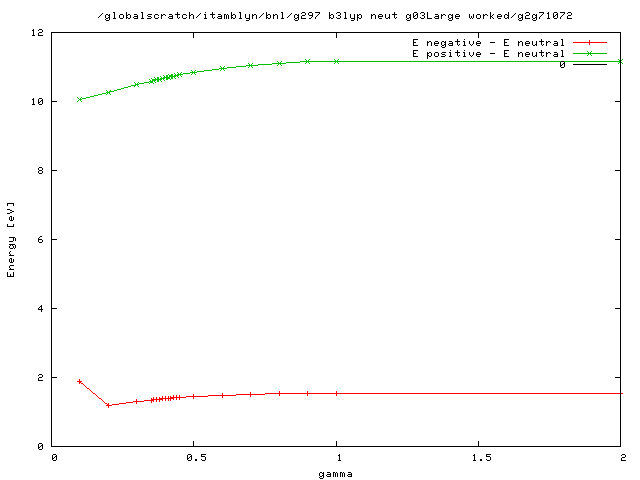 /globalscratch/itamblyn/bnl/g297 b3lyp neut g03Large worked/g2g71072
E negative - E neutral
E positive - E neutral
0
12
10
8
6
4
2
0
Energy [eV]
0 0.5 1 1.5 2
gamma